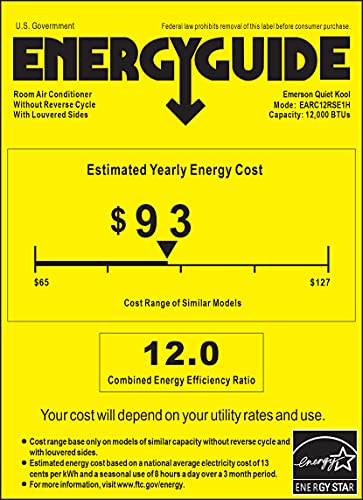 U.S. Government
Federal law prohibits removal of this label before consumer purchase.
ENERGYGUIDE
Room Air Conditioner
Without Reverse Cycle
With Louvered Sides
Emerson Quiet Kool
Mode: EARC12RSE1H
Capacity: 12,000 BTUs
Estimated Yearly Energy Cost
$93
$65
$127
Cost Range of Similar Models
12.0
Combined Energy Efficiency Ratio
Your cost will depend on your utility rates and use.
• Cost range base only on models of similar capacity without reverse cycle and
with louvered sides.
• Estimated energy cost based on a national average electricity cost of 13
cents per kWh and a seasonal use of 8 hours a day over a 3 month period.
• For more information, visit www.ftc.gov/energy.
energy
ENERGY STAR